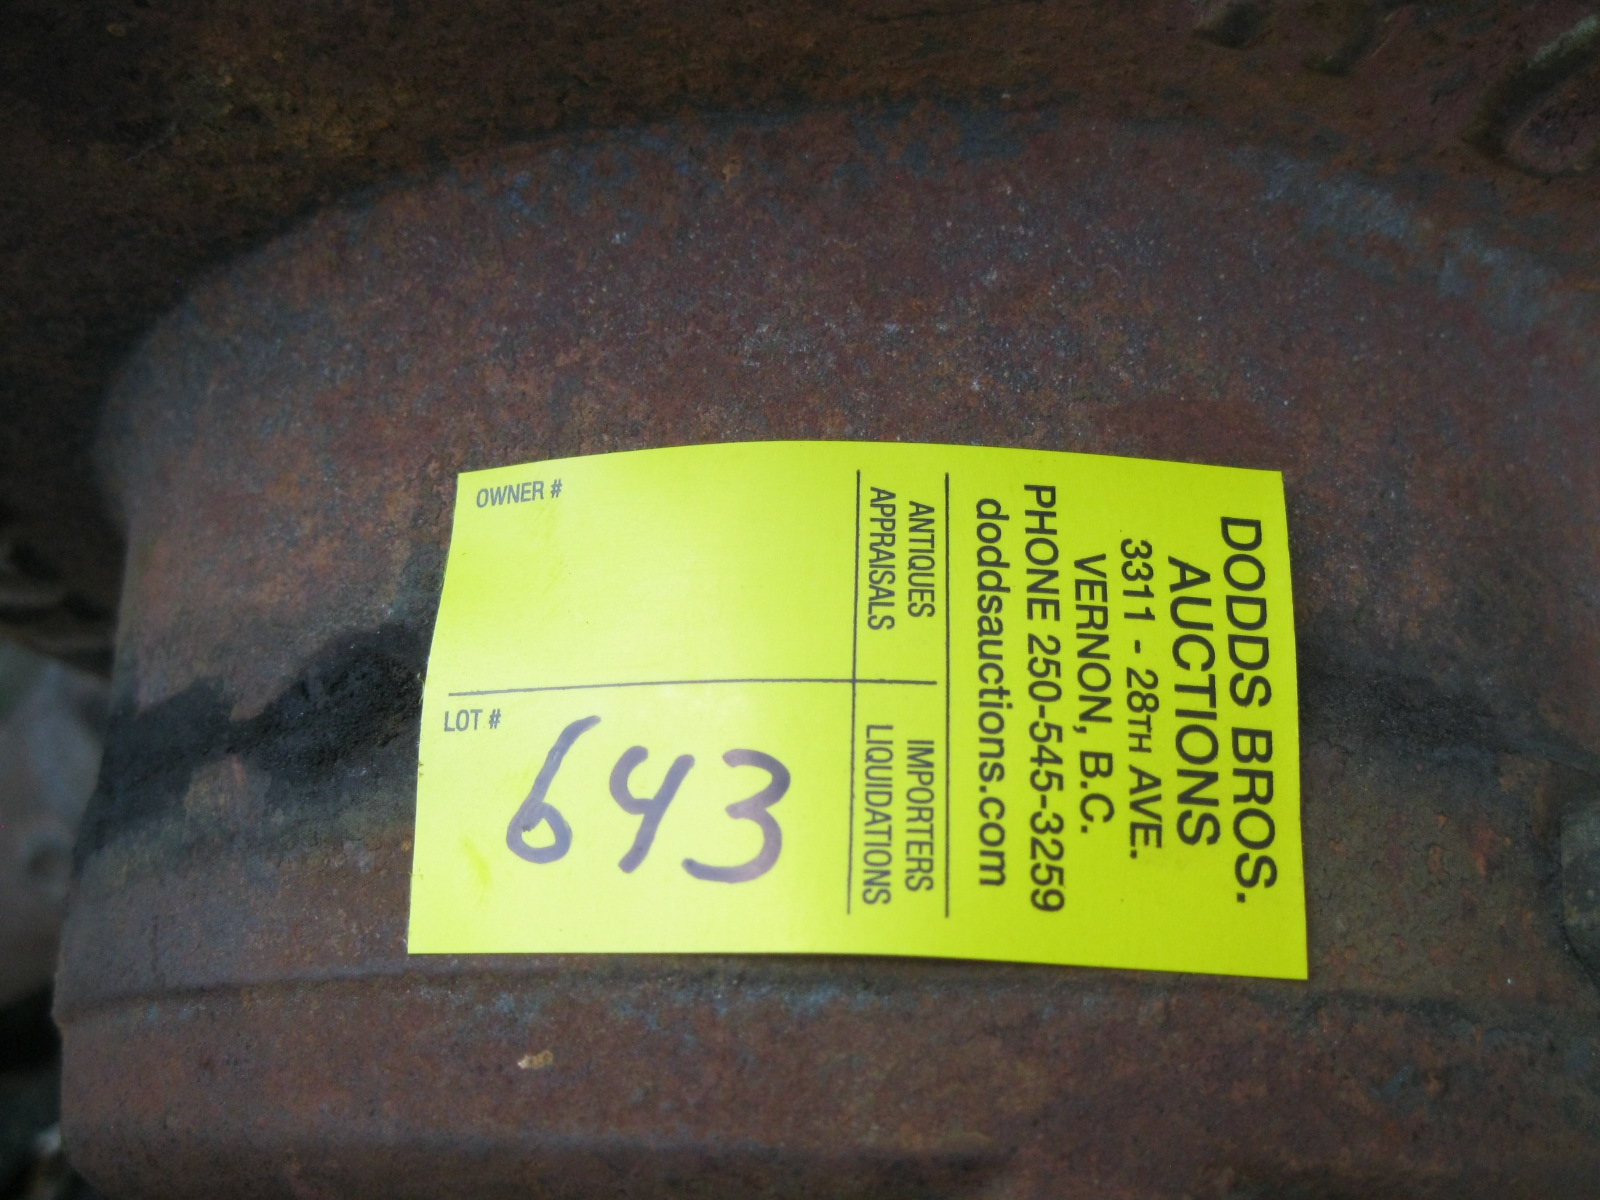 DODDS BROS.
AUCTIONS
3311 - 28TH AVE.
VERNON, B.C.
PHONE 250-545-3259
doddsauctions.com
ANTIQUES IMPORTERS
APPRAISALS LIQUIDATIONS
OWNER #
LOT #
643